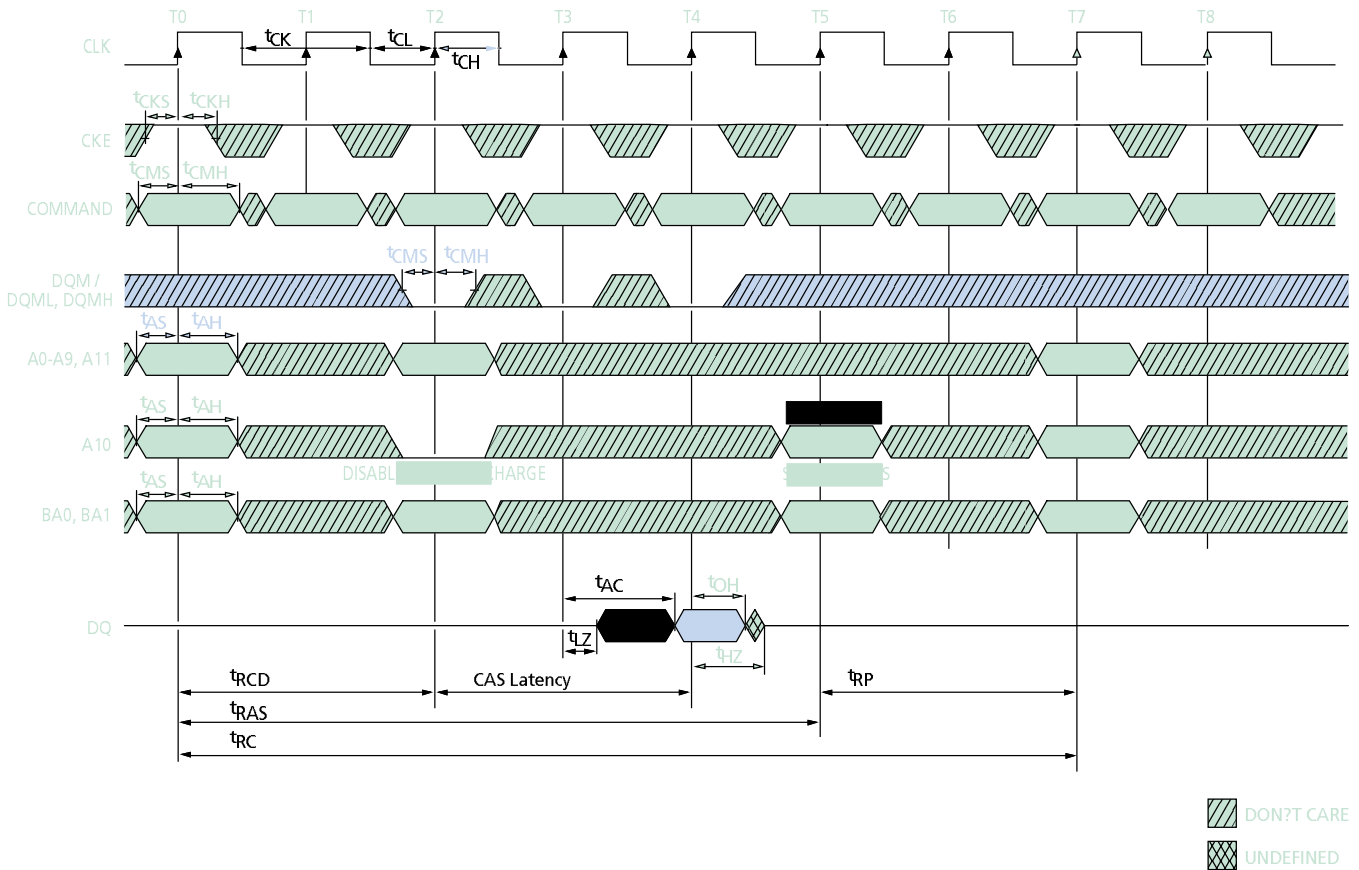 T0 T1 T2 T3 T4 T5 T6 T7 T8
CLK
tCK
tCL
tCH
tCKS tCKH
CKE
tCMS tCMH
COMMAND
tCMS tCMH
DQM /
DQML, DQMH
tAS tAH
A0-A9, A11
tAS tAH
A10
DISABL CHARGE S S
tAS tAH
BA0, BA1
tAC tOH
DQ
tLZ
tHZ
tRCD CAS Latency tRP
tRAS
tRC
DON?T CARE
UNDEFINED